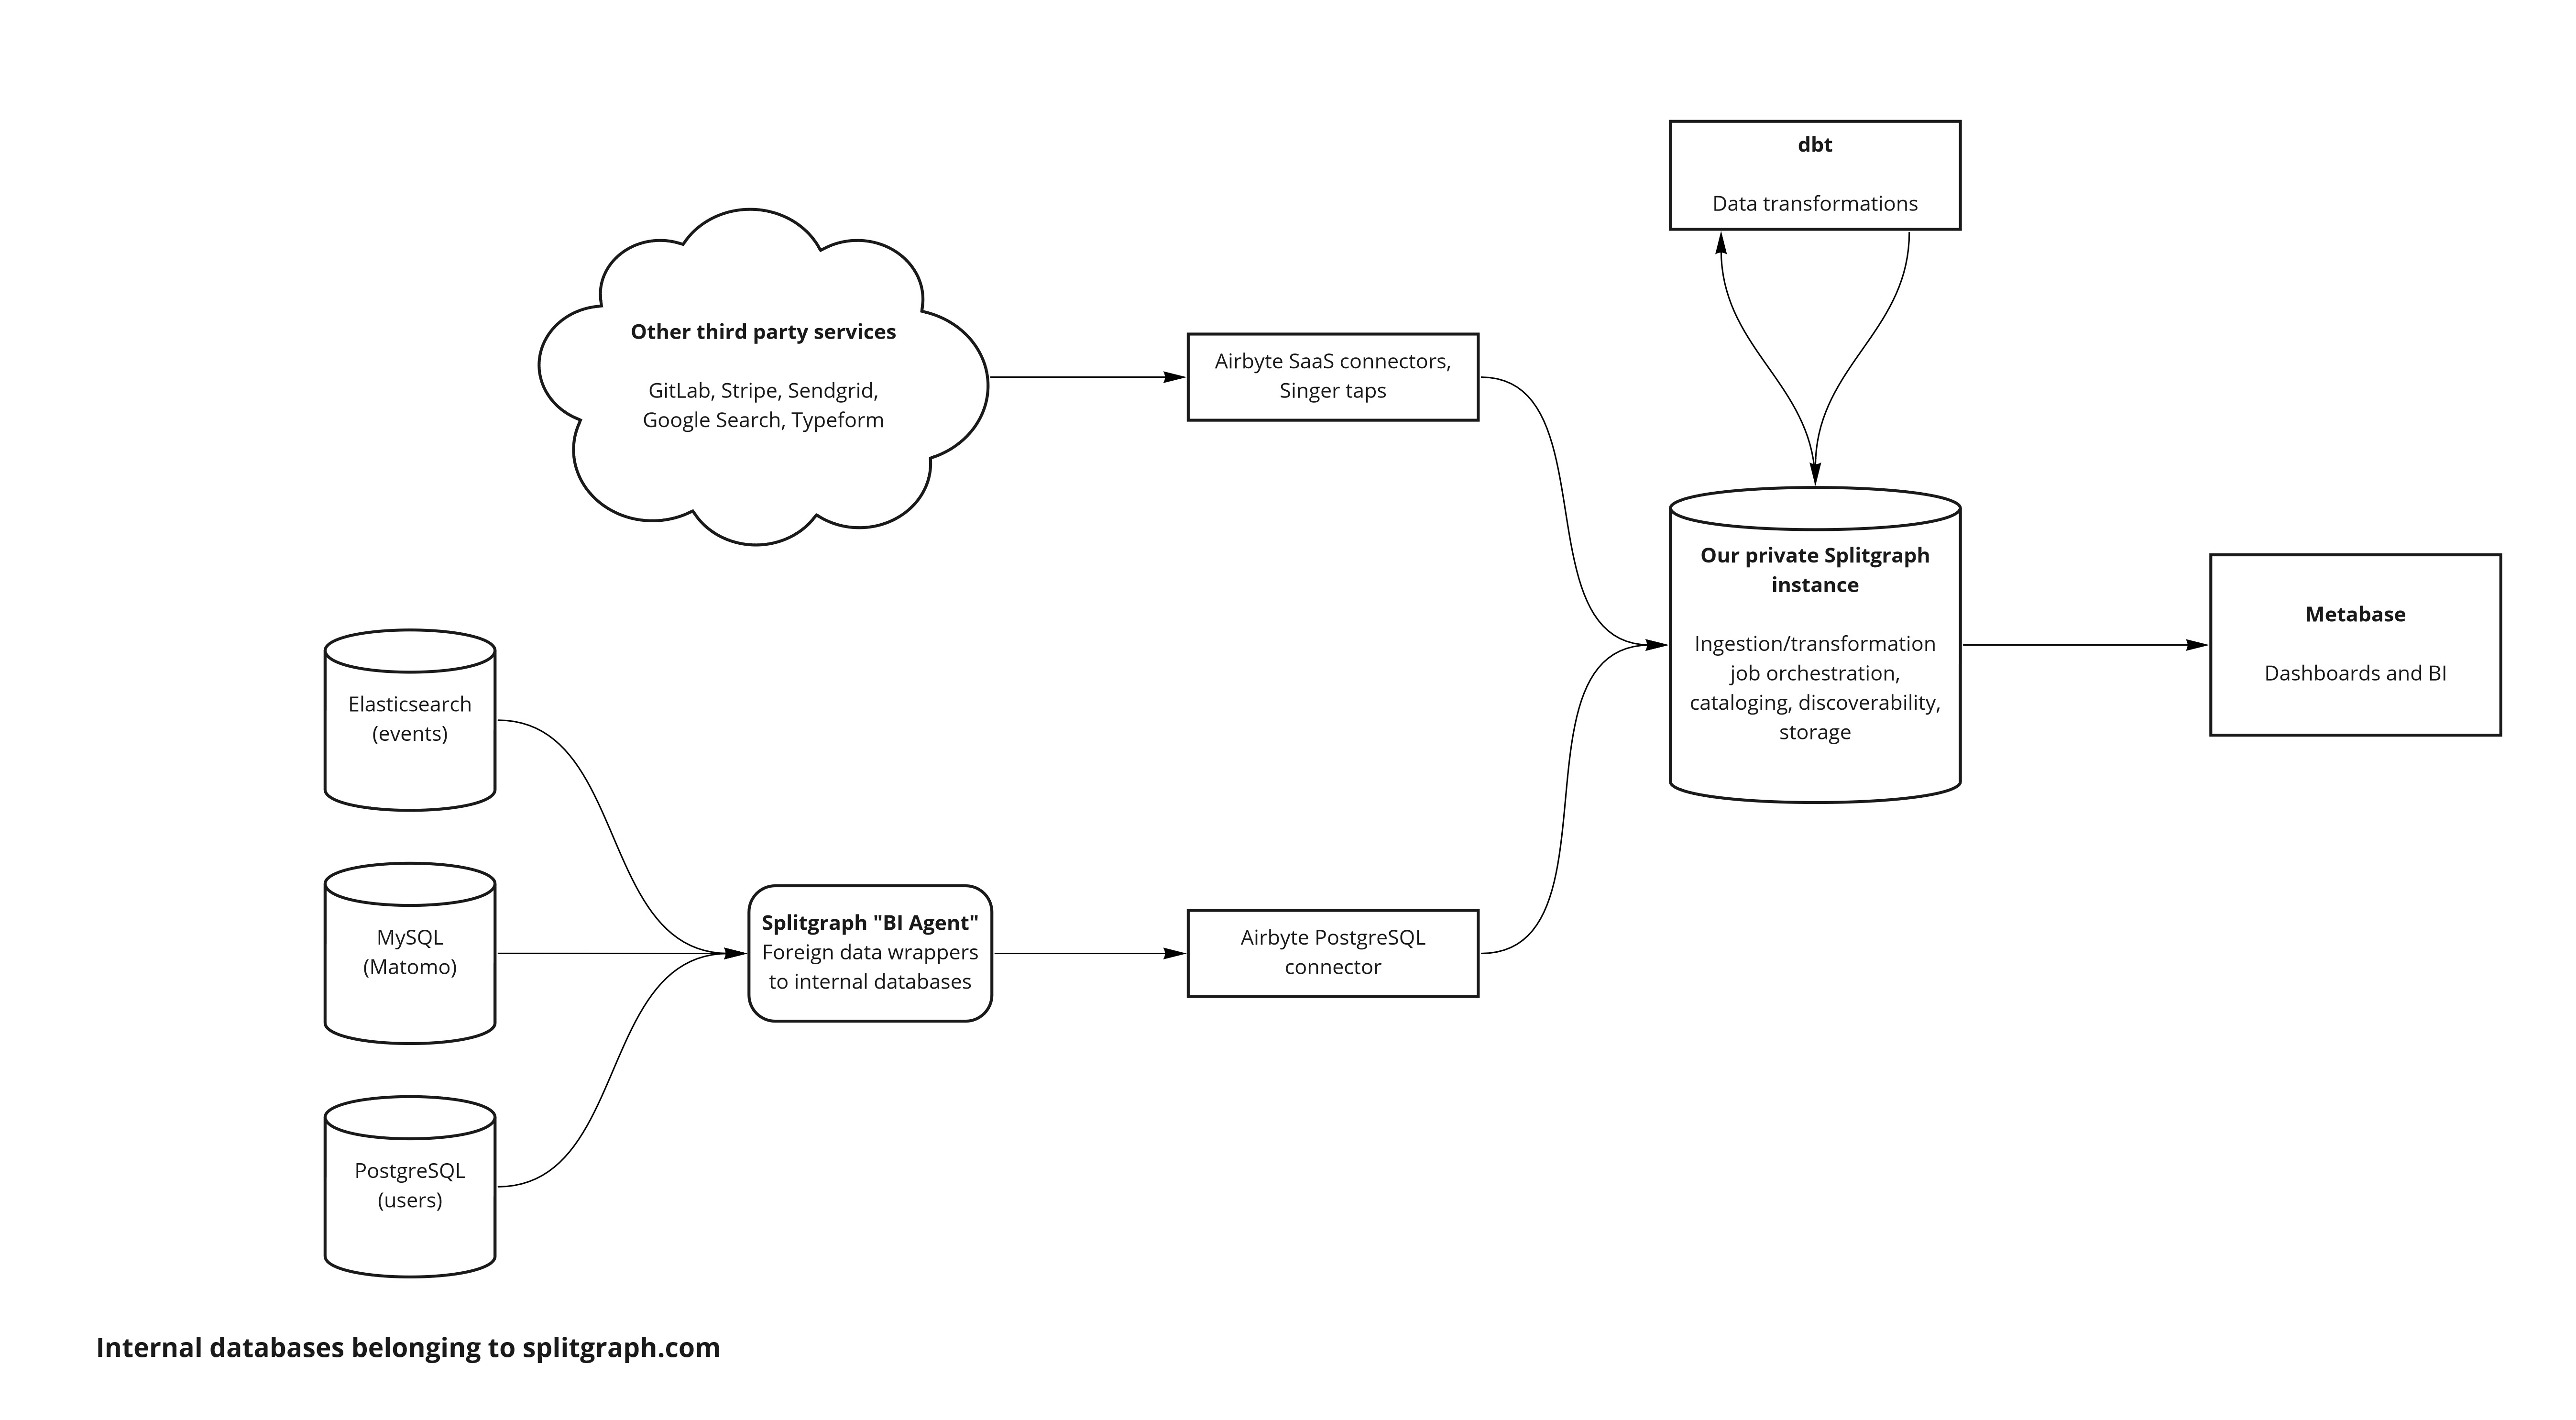 dbt
Data transformations
Other third party services
GitLab, Stripe, Sendgrid,
Google Search, Typeform
Airbyte SaaS connectors,
Singer taps
Our private Splitgraph
instance
Ingestion/transformation
job orchestration,
cataloging, discoverability,
storage
Metabase
Dashboards and BI
Elasticsearch
(events)
MySQL
(Matomo)
PostgreSQL
(users)
Splitgraph "BI Agent"
Foreign data wrappers
to internal databases
Airbyte PostgreSQL
connector
Internal databases belonging to splitgraph.com